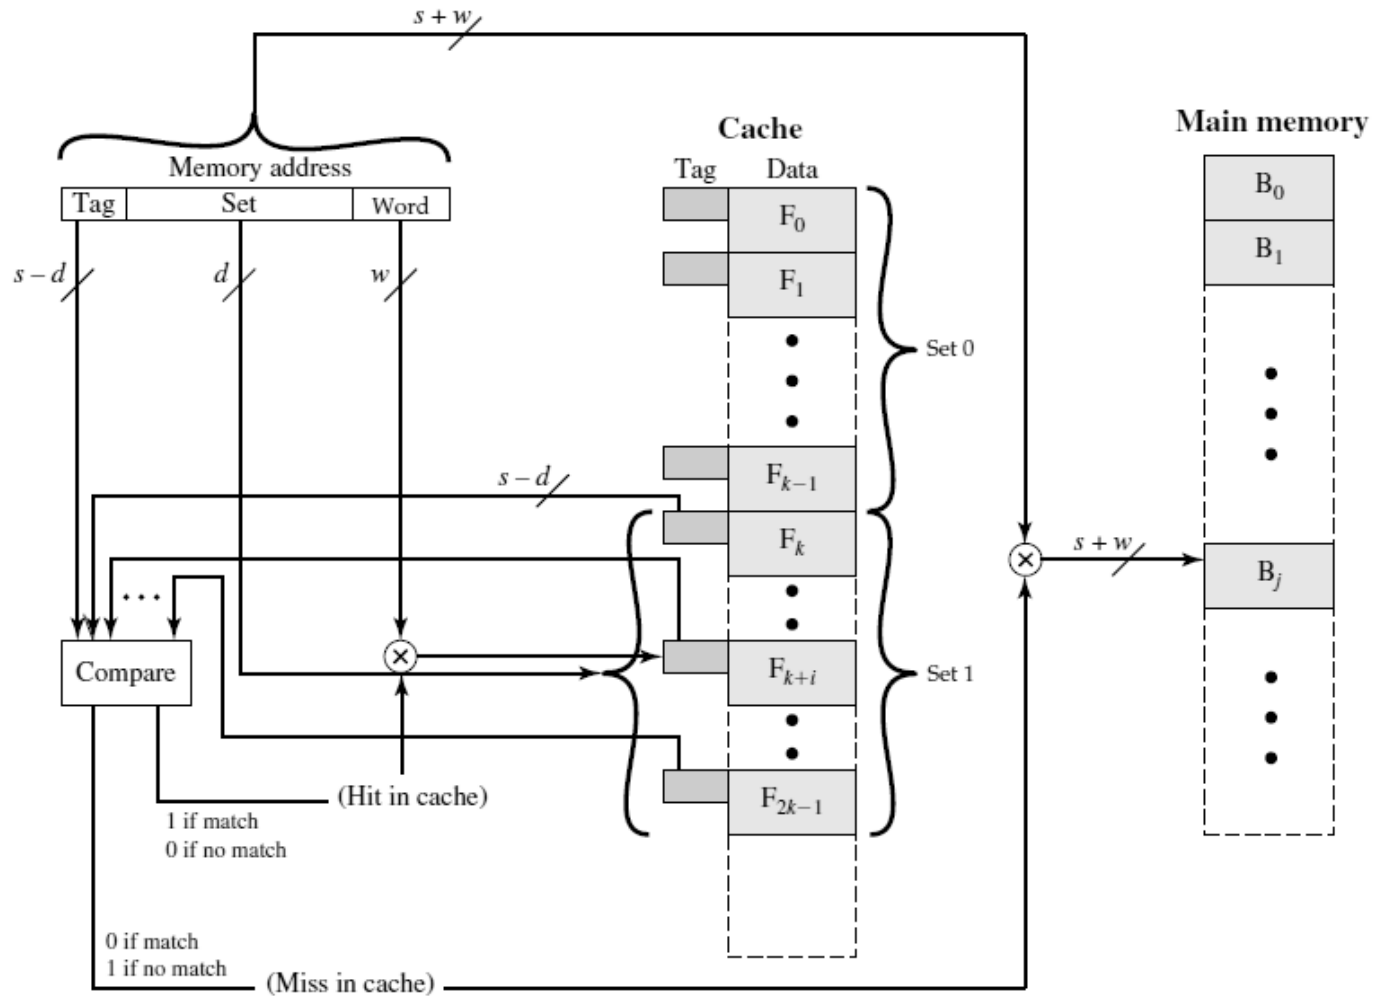 s + w
Cache
Main memory
Memory address
Tag Data
Tag Set Word
s – d
d
w
F₀
F₁
Set 0
B₀
B₁
s – d
Fₖ₋₁
Fₖ
s + w
Bⱼ
Compare
Fₖ₊ᵢ
Set 1
(Hit in cache)
1 if match
0 if no match
F₂ₖ₋₁
0 if match
1 if no match
(Miss in cache)